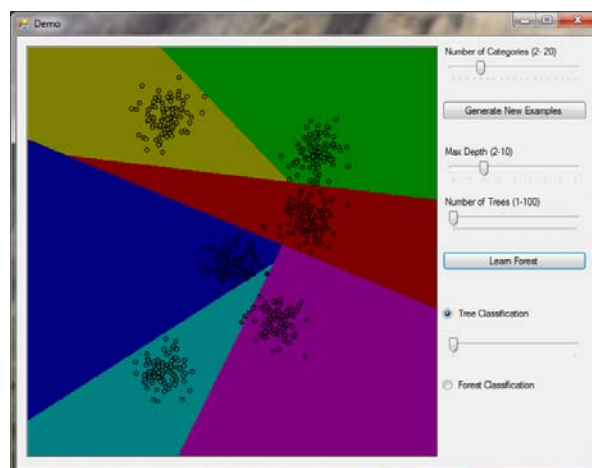 Demo
Number of Categories (2- 20)
Generate New Examples
Max Depth (2-10)
Number of Trees (1-100)
Learn Forest
Tree Classification
Forest Classification